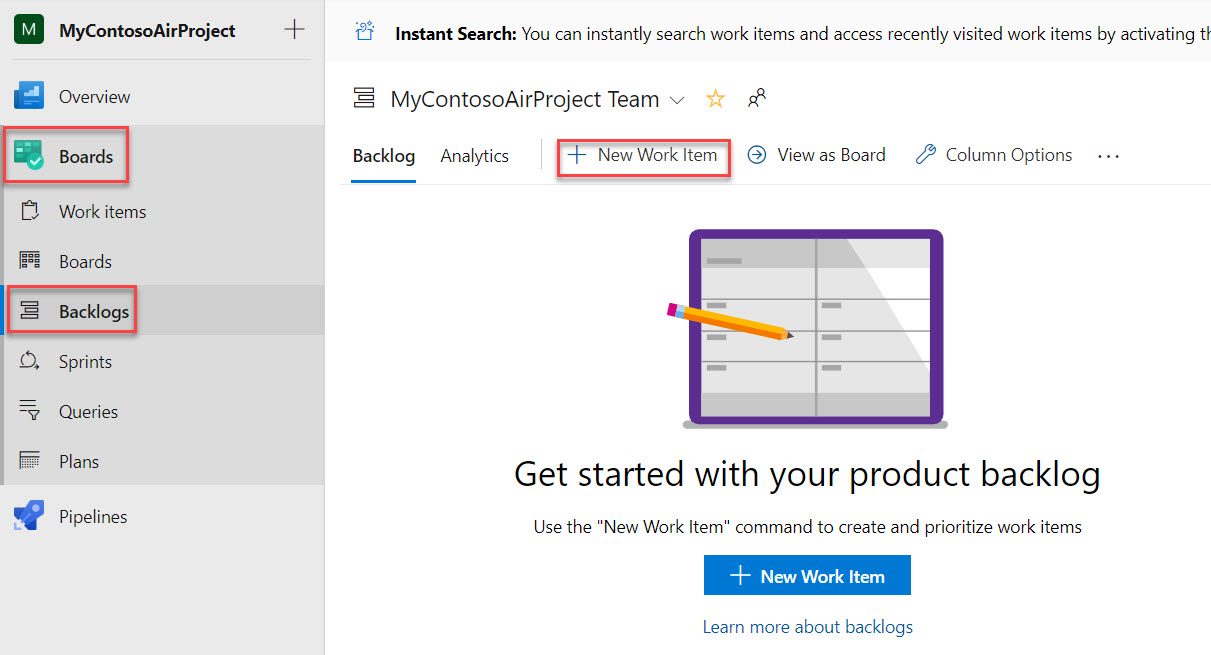 M MyContosoAirProject
Overview
Boards
Work items
Boards
Backlogs
Sprints
Queries
Plans
Pipelines
Instant Search: You can instantly search work items and access recently visited work items by activating th
MyContosoAirProject Team
Backlog Analytics New Work Item View as Board Column Options
Get started with your product backlog
Use the "New Work Item" command to create and prioritize work items
New Work Item
Learn more about backlogs